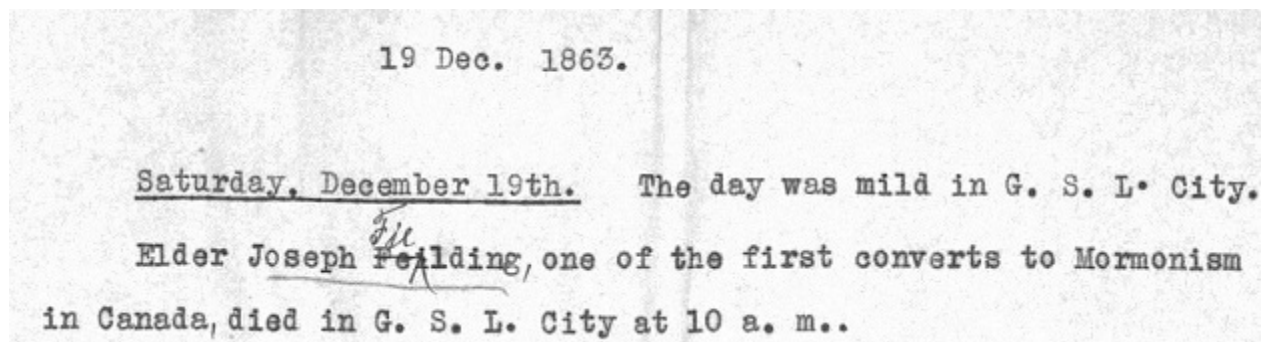 19 Dec. 1863.
Saturday, December 19th. The day was mild in G. S. L. City.
Fie
Elder Joseph Feilding, one of the first converts to Mormonism
in Canada, died in G. S. L. City at 10 a. m..